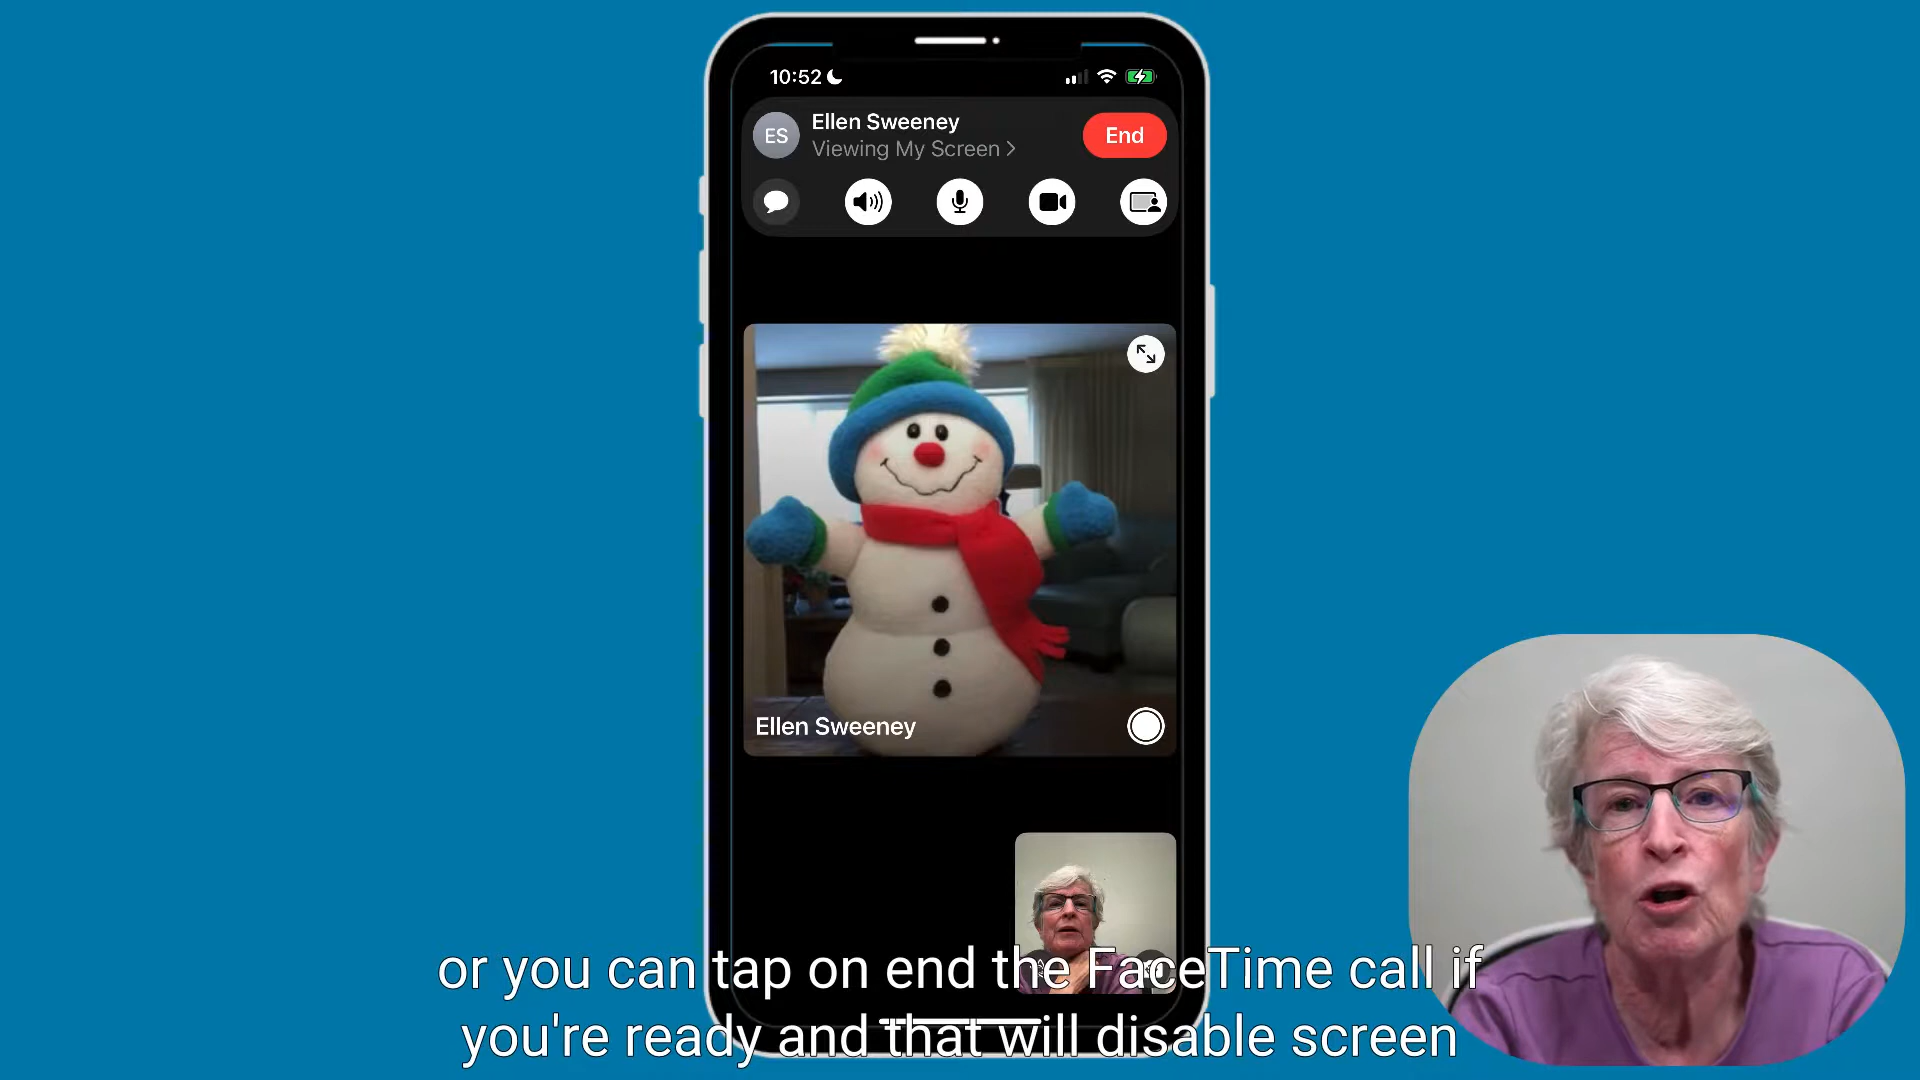 10:52
ES
Ellen Sweeney
Viewing My Screen >
End
Ellen Sweeney
or you can tap on end the FaceTime call if
you're ready and that will disable screen